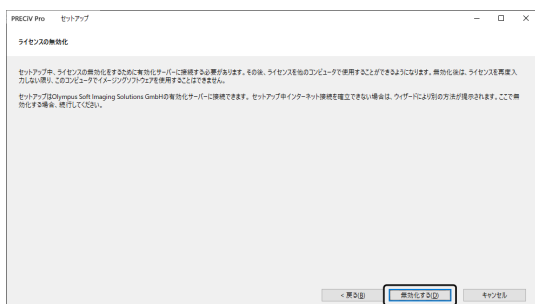 PRECiV Pro セットアップ
ライセンスの無効化
セットアップ中、ライセンスの無効化をするために有効化サーバーに接続する必要があります。その後、ライセンスを他のコンピュータで使用することができるようになります。無効化後は、ライセンスを再度入
力しない限り、このコンピュータでイメージングソフトウェアを使用することはできません。
セットアップはOlympus Soft Imaging Solutions GmbHの有効化サーバーに接続できます。セットアップ中インターネット接続を確立できない場合は、ウィザードにより別の方法が提示されます。ここで無
効化する場合、続行してください。
< 戻る(B) 無効化する(D) キャンセル